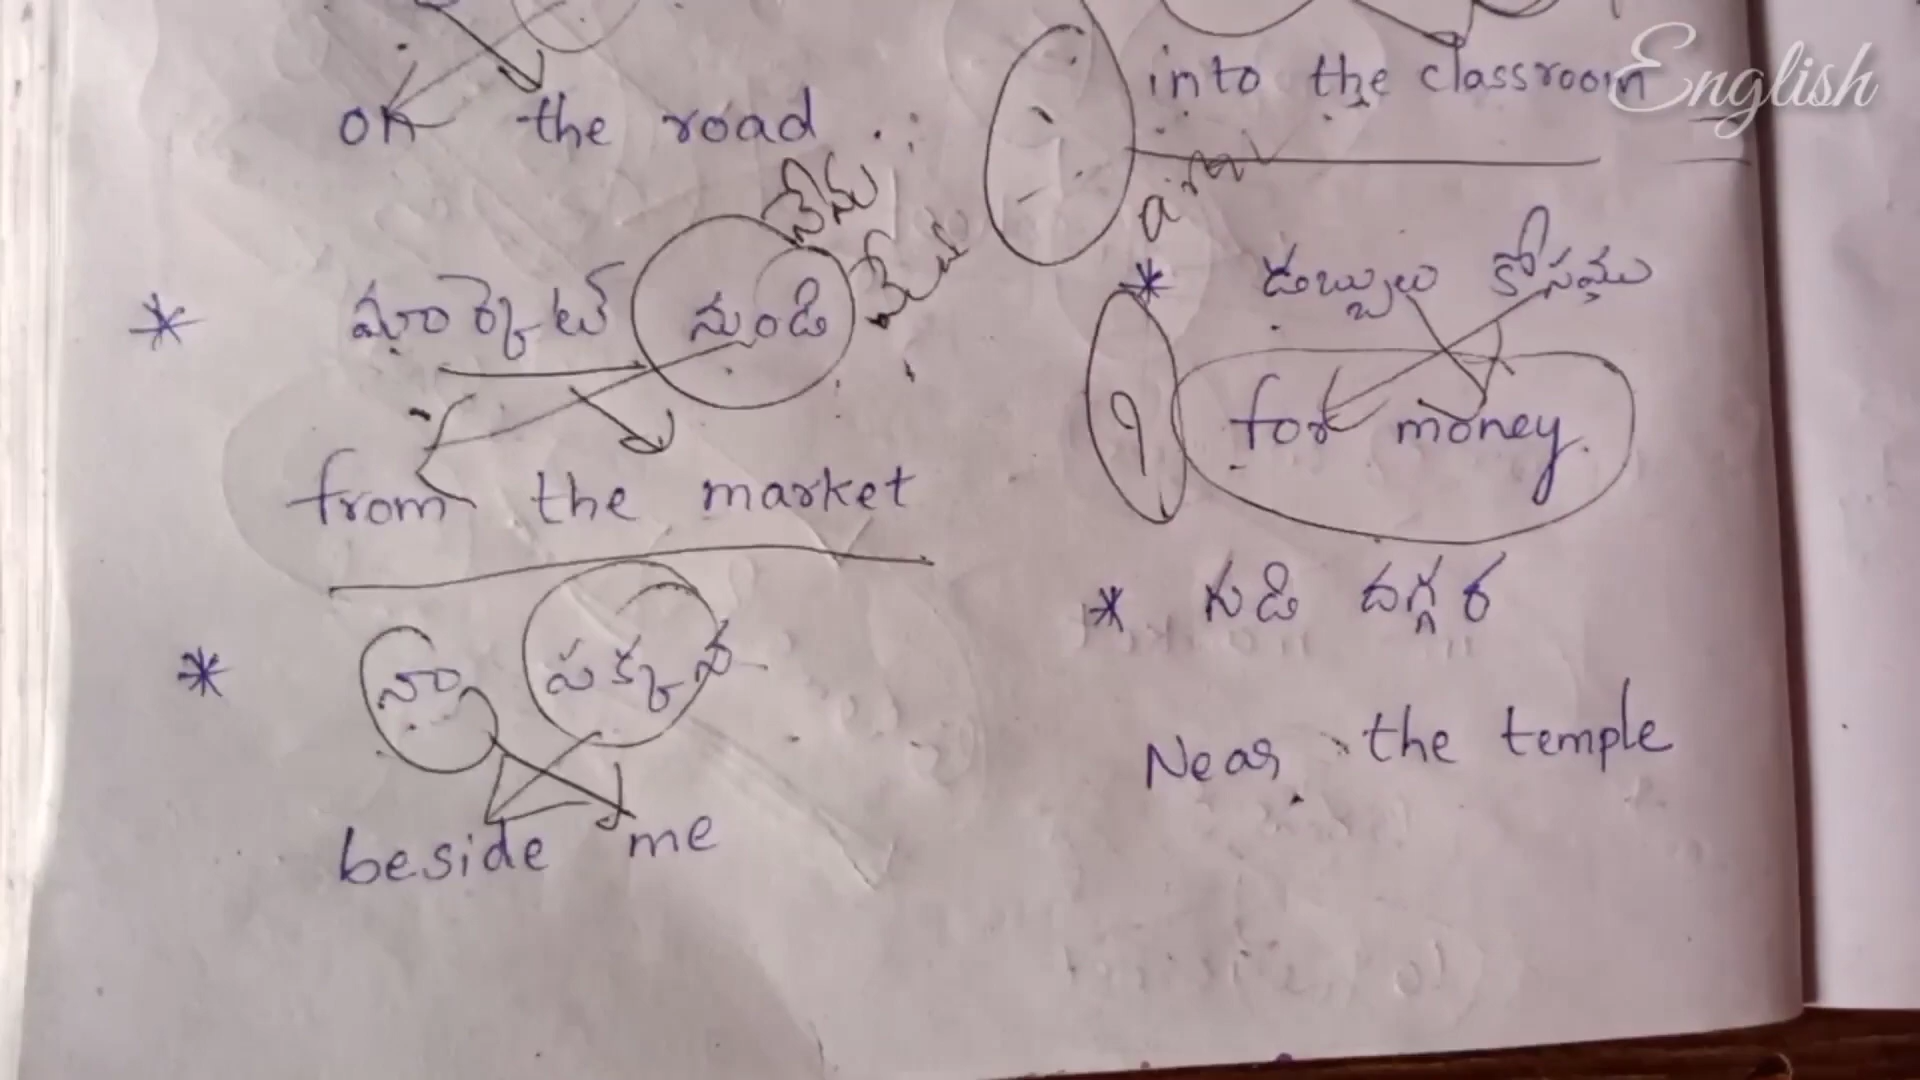 on the road
మార్కెట్ నుండి
from the market
నా పక్కన
beside me
into the classroom
English
డబ్బులు కోసము
for money
గుడి దగ్గర
Near the temple